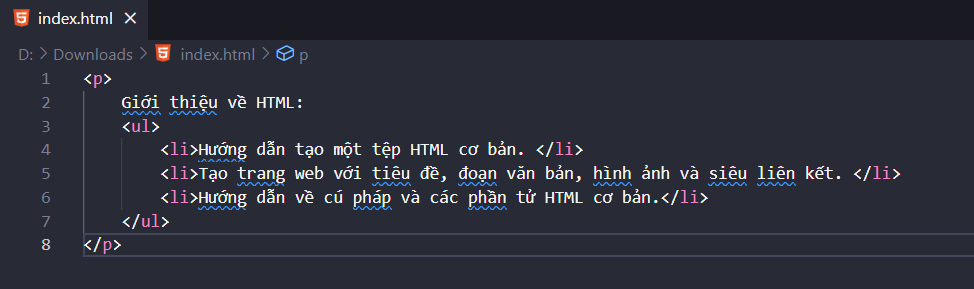 index.html
D: > Downloads > index.html > p
1 <p>
2 Giới thiệu về HTML:
3 <ul>
4 <li>Hướng dẫn tạo một tệp HTML cơ bản. </li>
5 <li>Tạo trang web với tiêu đề, đoạn văn bản, hình ảnh và siêu liên kết. </li>
6 <li>Hướng dẫn về cú pháp và các phần tử HTML cơ bản.</li>
7 </ul>
8 </p>